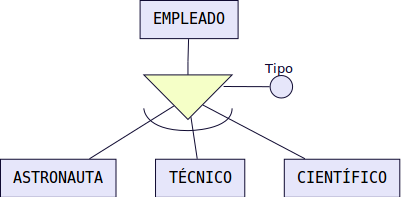 EMPLEADO
Tipo
ASTRONAUTA
TÉCNICO
CIENTÍFICO